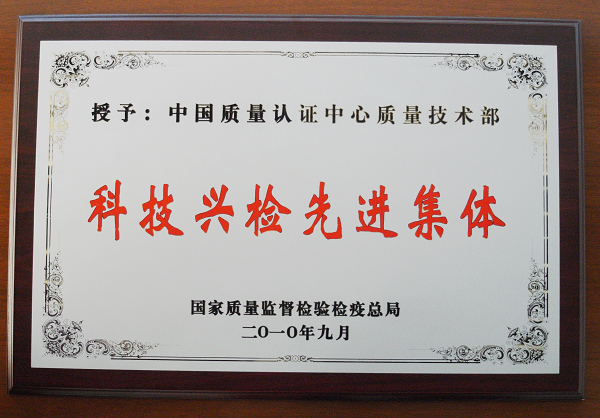 授予：中国质量认证中心质量技术部
科技兴检先进集体
国家质量监督检验检疫总局
二〇一〇年九月